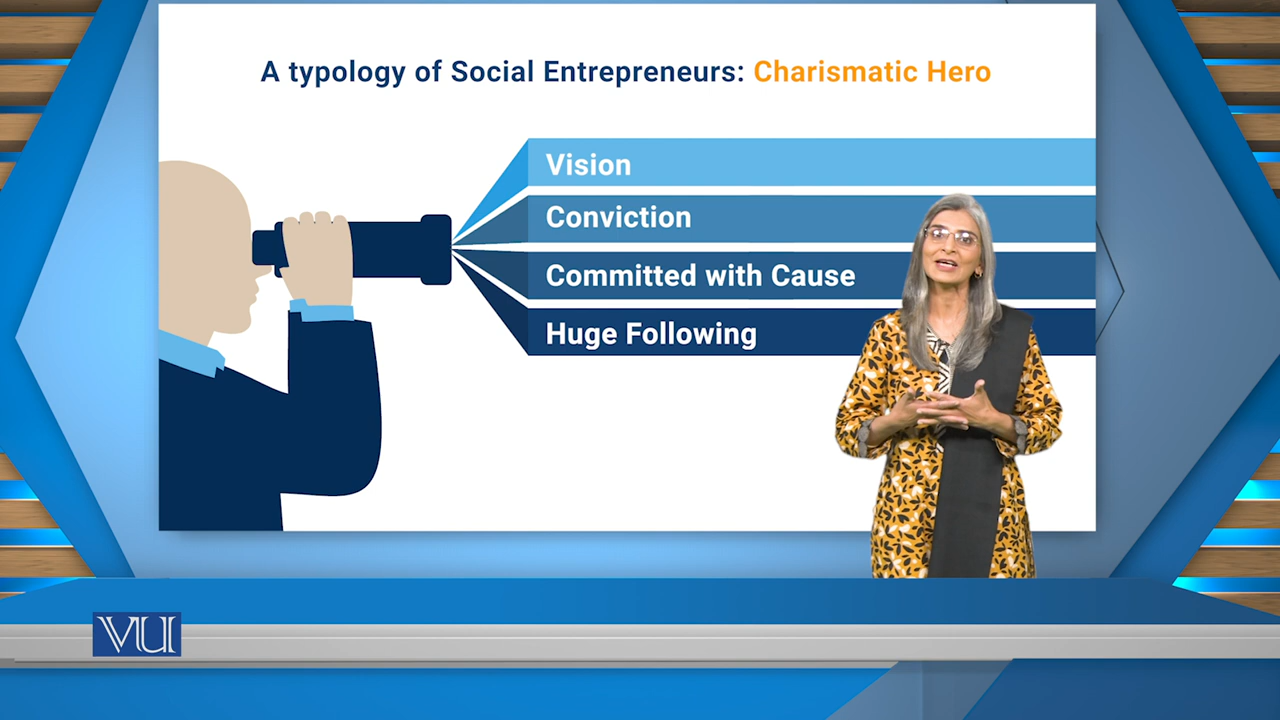 A typology of Social Entrepreneurs: Charismatic Hero
Vision
Conviction
Committed with Cause
Huge Following
VU